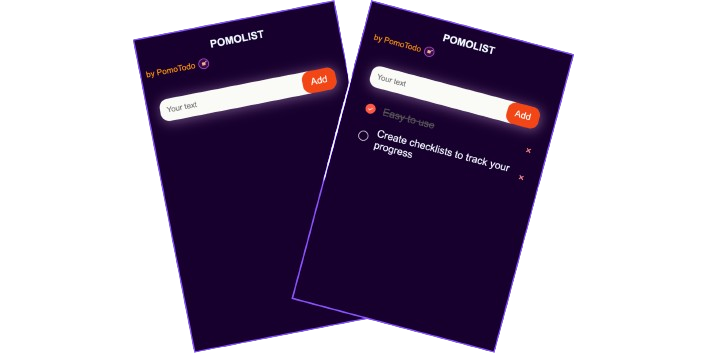 POMOLIST
by PomoTodo
Your text
Add
POMOLIST
by PomoTodo
Your text
Add
Easy to use
Create checklists to track your
progress